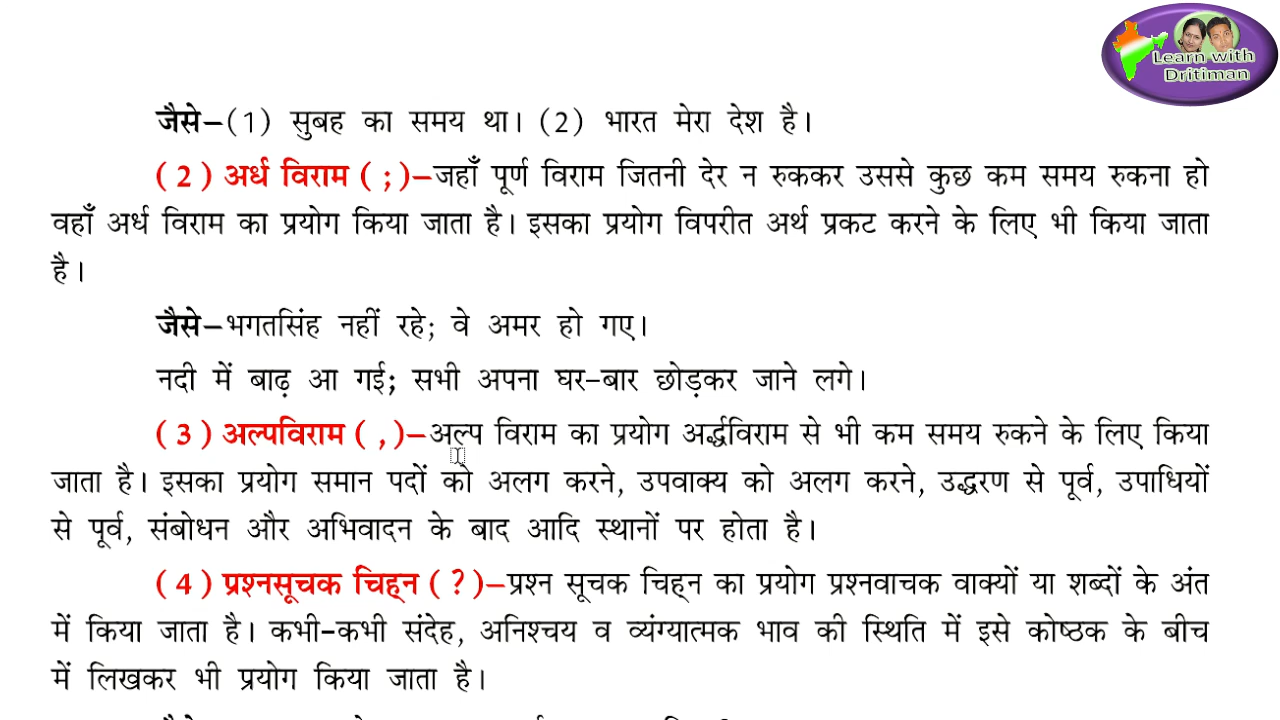 Learn with
Dritiman
जैसे–(1) सुबह का समय था। (2) भारत मेरा देश है।
(2) अर्ध विराम (;)–जहाँ पूर्ण विराम जितनी देर न रुककर उससे कुछ कम समय रुकना हो
वहाँ अर्ध विराम का प्रयोग किया जाता है। इसका प्रयोग विपरीत अर्थ प्रकट करने के लिए भी किया जाता
है।
जैसे–भगतसिंह नहीं रहे; वे अमर हो गए।
नदी में बाढ़ आ गई; सभी अपना घर-बार छोड़कर जाने लगे।
(3) अल्पविराम (,)–अल्प विराम का प्रयोग अर्द्धविराम से भी कम समय रुकने के लिए किया
जाता है। इसका प्रयोग समान पदों को अलग करने, उपवाक्य को अलग करने, उद्धरण से पूर्व, उपाधियों
से पूर्व, संबोधन और अभिवादन के बाद आदि स्थानों पर होता है।
(4) प्रश्नसूचक चिह्न (?)–प्रश्न सूचक चिह्न का प्रयोग प्रश्नवाचक वाक्यों या शब्दों के अंत
में किया जाता है। कभी-कभी संदेह, अनिश्चय व व्यंग्यात्मक भाव की स्थिति में इसे कोष्ठक के बीच
में लिखकर भी प्रयोग किया जाता है।